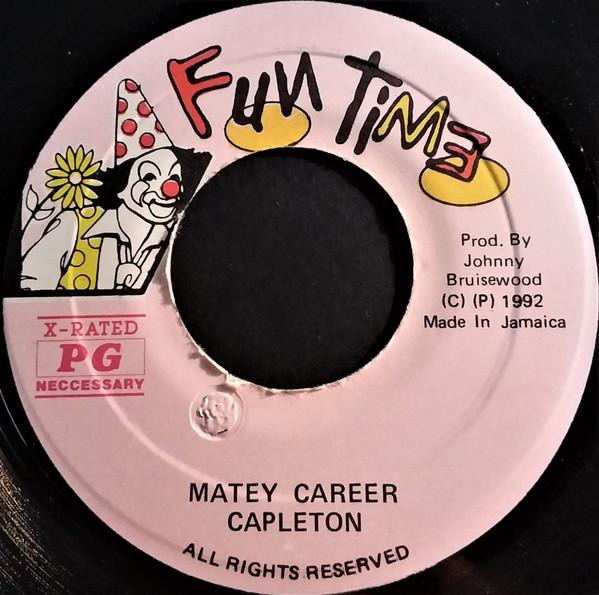 FUN TiME
Prod. By
Johnny
Bruisewood
(C) (P) 1992
Made In Jamaica
X-RATED
PG
NECCESSARY
MATEY CAREER
CAPLETON
ALL RIGHTS RESERVED